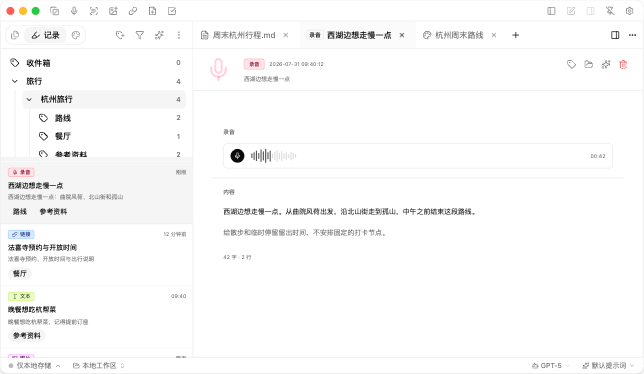 记录
周末杭州行程.md
录音 西湖边想走慢一点
杭州周末路线
收件箱 0
旅行 4
杭州旅行 4
路线 2
餐厅 1
参考资料 2
录音 刚刚
西湖边想走慢一点
西湖边想走慢一点：曲院风荷、北山街和孤山
路线 参考资料
链接 12 分钟前
法喜寺预约与开放时间
法喜寺预约、开放时间与出行说明
餐厅
文本 09:40
晚餐想吃杭帮菜
晚餐想吃杭帮菜，记得提前订座
参考资料
录音 2026-07-31 09:40:12
西湖边想走慢一点
录音
00:42
内容
西湖边想走慢一点。从曲院风荷出发，沿北山街走到孤山，中午之前结束这段路线。
给散步和临时停留留出时间，不安排固定的打卡节点。
42 字 · 2 行
仅本地存储
本地工作区
GPT-5
默认提示词